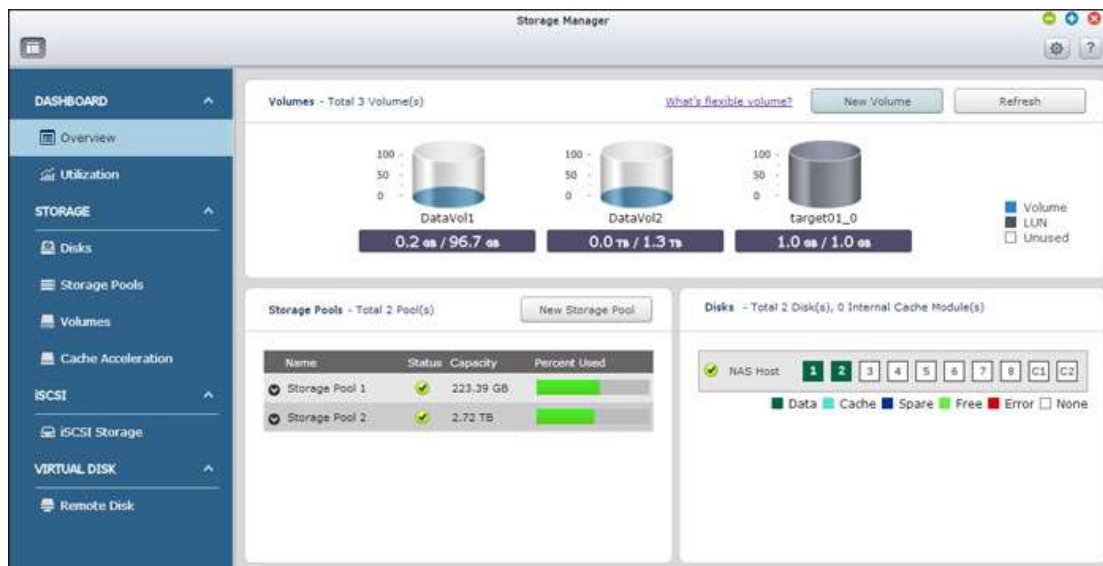 Storage Manager
?
DASHBOARD
Overview
Utilization
STORAGE
Disks
Storage Pools
Volumes
Cache Acceleration
iSCSI
iSCSI Storage
VIRTUAL DISK
Remote Disk
Volumes - Total 3 Volume(s)
What's flexible volume?
New Volume
Refresh
100
50
0
DataVol1
0.2 GB / 96.7 GB
100
50
0
DataVol2
0.0 TB / 1.3 TB
100
50
0
target01_0
1.0 GB / 1.0 GB
Volume
LUN
Unused
Storage Pools - Total 2 Pool(s)
New Storage Pool
Name Status Capacity Percent Used
Storage Pool 1 223.39 GB
Storage Pool 2 2.72 TB
Disks - Total 2 Disk(s), 0 Internal Cache Module(s)
NAS Host 1 2 3 4 5 6 7 8 C1 C2
Data Cache Spare Free Error None